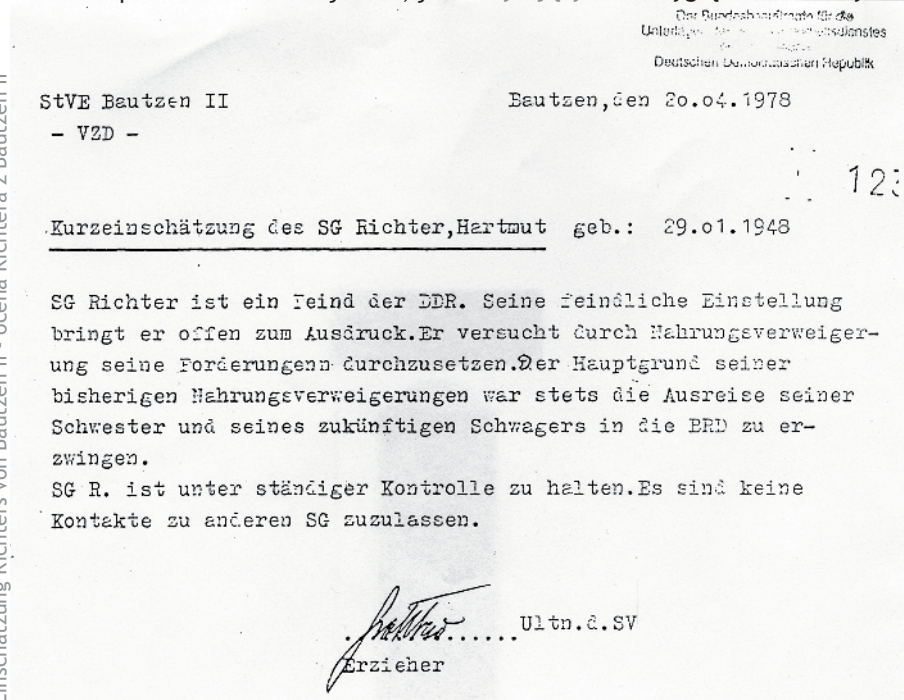 Der Bundesbeauftragte für die
Deutschen Demokratischen Republik
StVE Bautzen II
Bautzen,den 2o.o4.1978
- VZD -
123
Kurzeinschätzung des SG Richter,Hartmut geb.: 29.o1.1948
SG Richter ist ein Feind der DDR. Seine feindliche Einstellung
bringt er offen zum Ausdruck.Er versucht durch Nahrungsverweiger-
ung seine Forderungenn durchzusetzen.Der Hauptgrund seiner
bisherigen Nahrungsverweigerungen war stets die Ausreise seiner
Schwester und seines zukünftigen Schwagers in die BRD zu er-
zwingen.
SG R. ist unter ständiger Kontrolle zu halten.Es sind keine
Kontakte zu anderen SG zuzulassen.
Ultn.d.SV
Erzieher